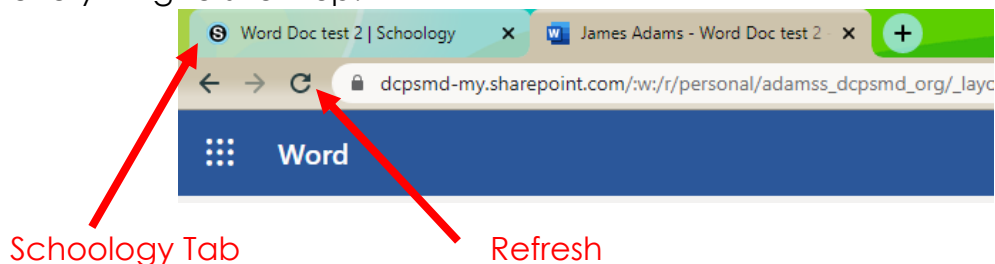 Word Doc test 2 | Schoology James Adams - Word Doc test 2 -
dcpsmd-my.sharepoint.com/:w:/r/personal/adamss_dcpsmd_org/_layo
Word
Schoology Tab Refresh